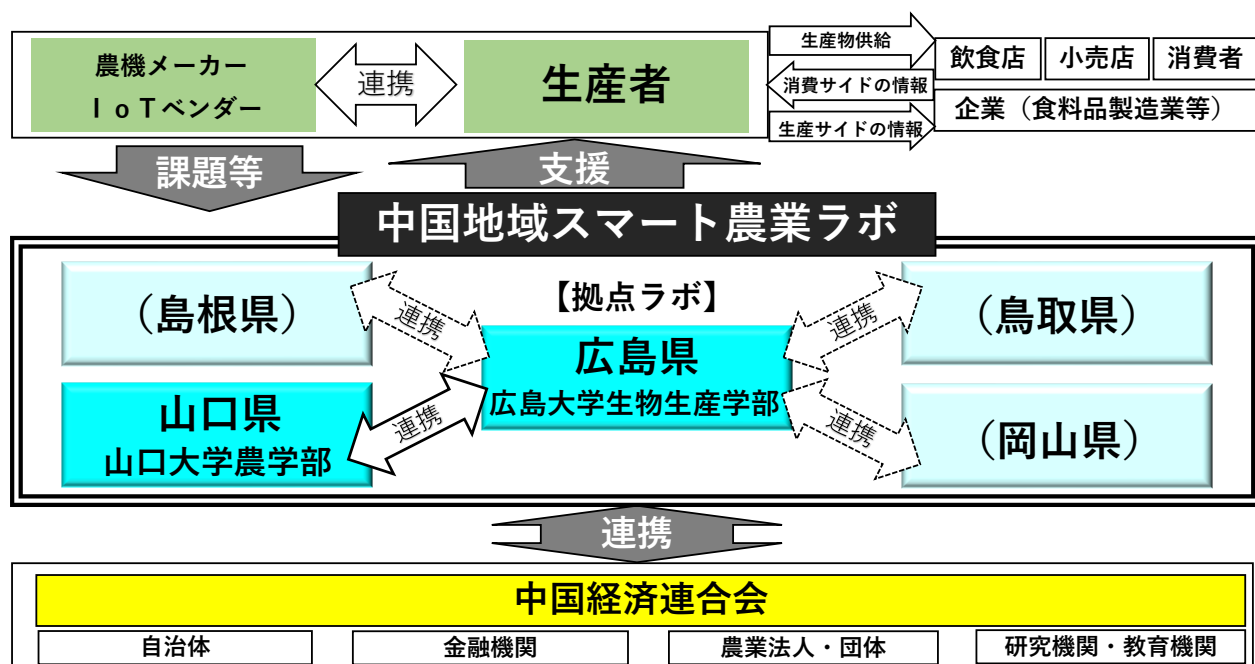 農機メーカー
ＩｏＴベンダー
連携
生産者
生産物供給
消費サイドの情報
生産サイドの情報
飲食店
小売店
消費者
企業（食料品製造業等）
課題等
支援
中国地域スマート農業ラボ
（島根県）
連携
【拠点ラボ】
広島県
広島大学生物生産学部
連携
（鳥取県）
山口県
山口大学農学部
連携
連携
（岡山県）
連携
中国経済連合会
自治体
金融機関
農業法人・団体
研究機関・教育機関